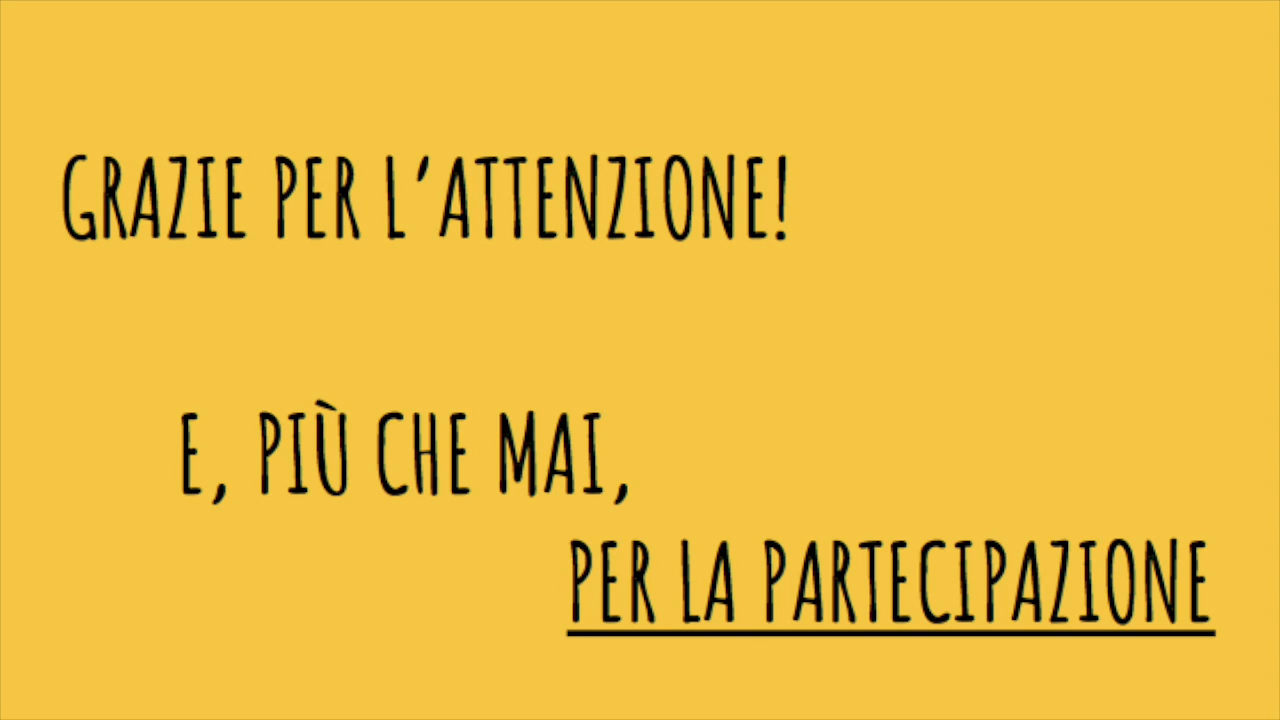 GRAZIE PER L'ATTENZIONE!
E, PIÙ CHE MAI,
PER LA PARTECIPAZIONE